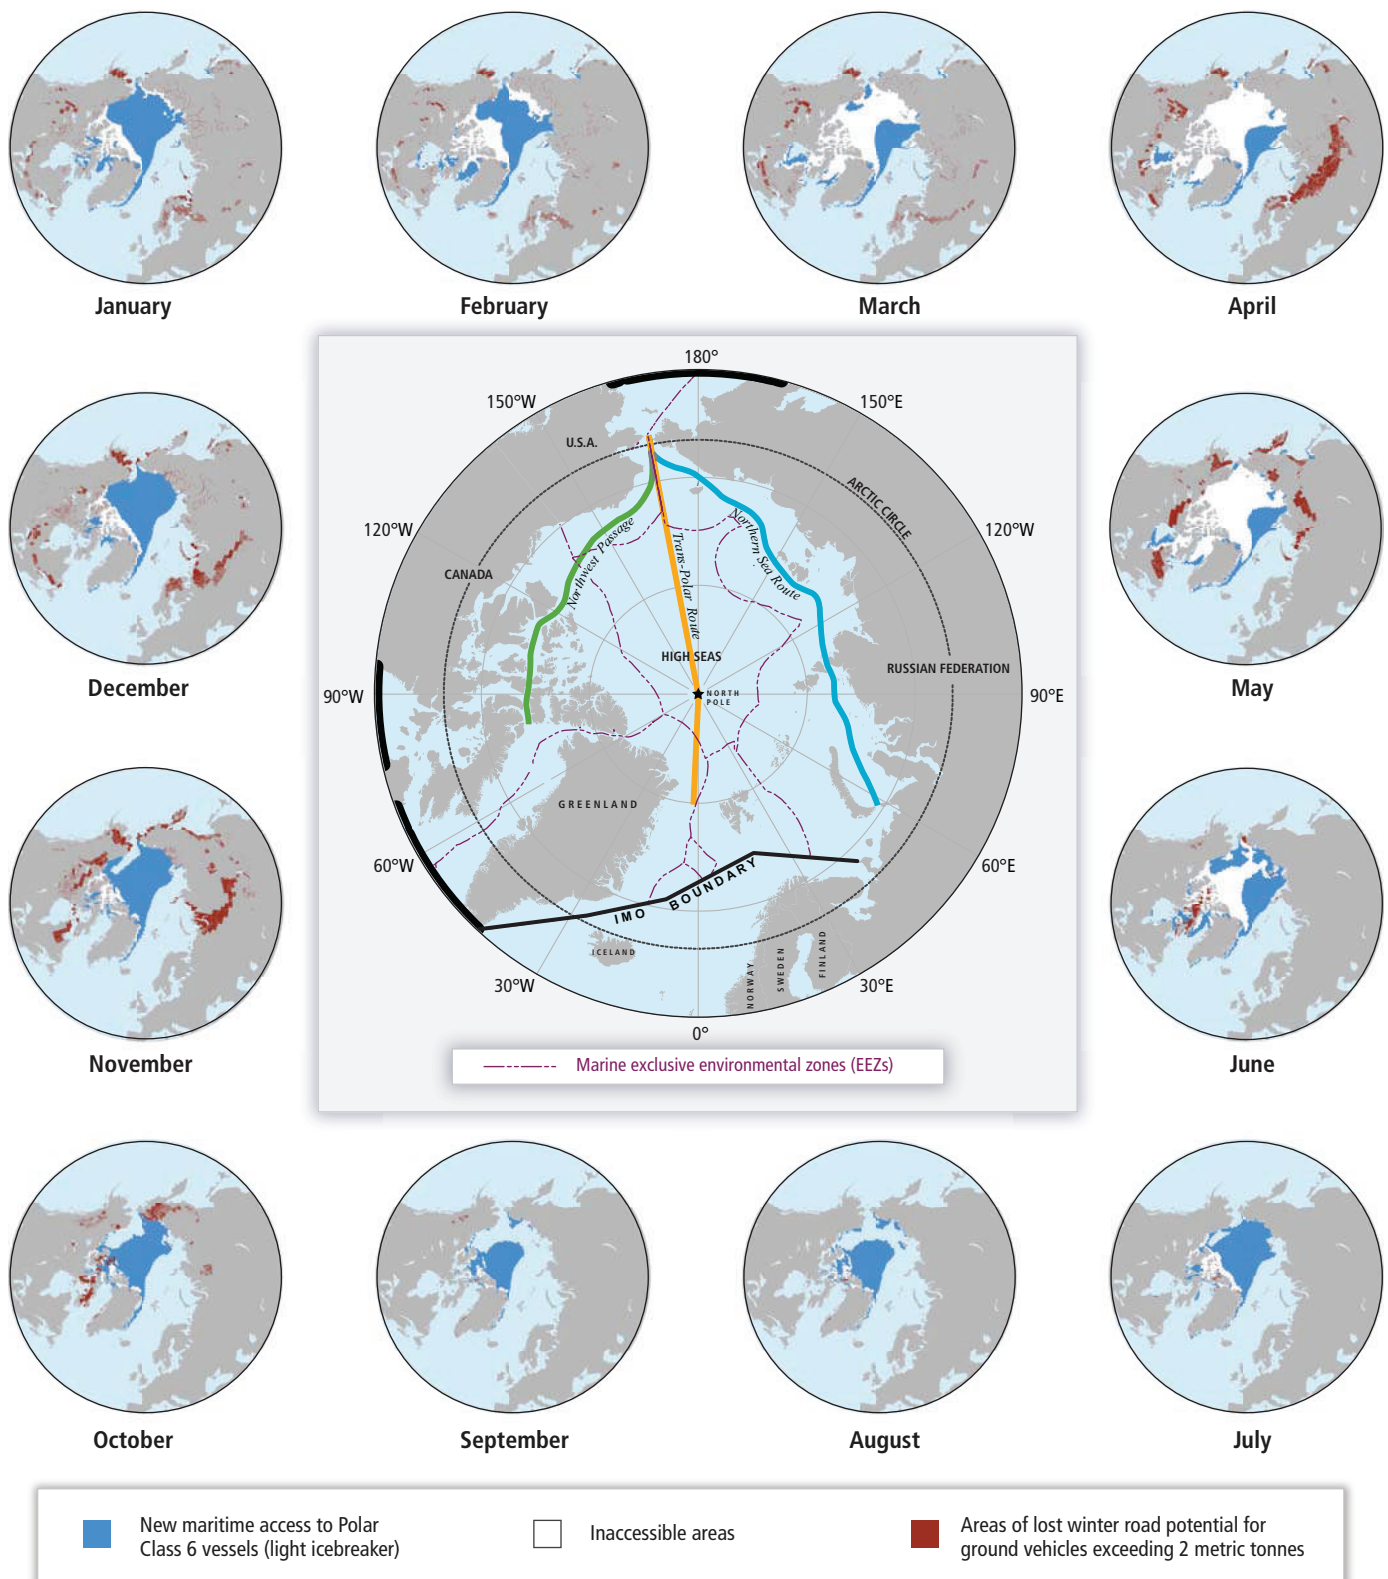 January
February
March
April
180°
150°W
150°E
U.S.A.
ARCTIC CIRCLE
120°W
120°W
Northwest Passage
Trans-Polar Route
Northern Sea Route
CANADA
HIGH SEAS
RUSSIAN FEDERATION
December
May
90°W
NORTH
POLE
90°E
GREENLAND
60°W
60°E
IMO BOUNDARY
ICELAND
NORWAY
SWEDEN
FINLAND
30°W
30°E
0°
November
June
Marine exclusive environmental zones (EEZs)
October
September
August
July
New maritime access to Polar
Class 6 vessels (light icebreaker)
Inaccessible areas
Areas of lost winter road potential for
ground vehicles exceeding 2 metric tonnes